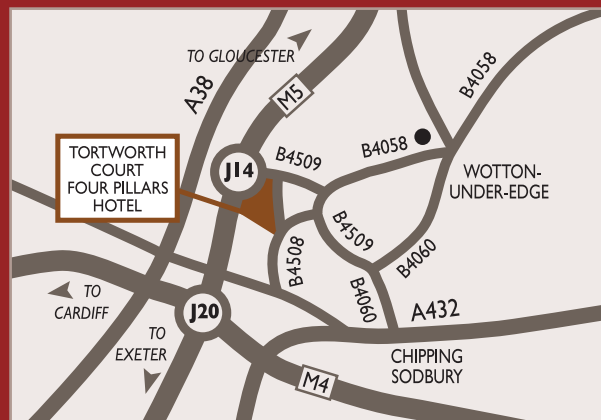 TO GLOUCESTER
A38
M5
B4058
TORTWORTH
COURT
FOUR PILLARS
HOTEL
J14
B4509
B4058
WOTTON-
UNDER-EDGE
B4508
B4509
B4060
TO
CARDIFF
J20
B4060
A432
TO
EXETER
CHIPPING
SODBURY
M4